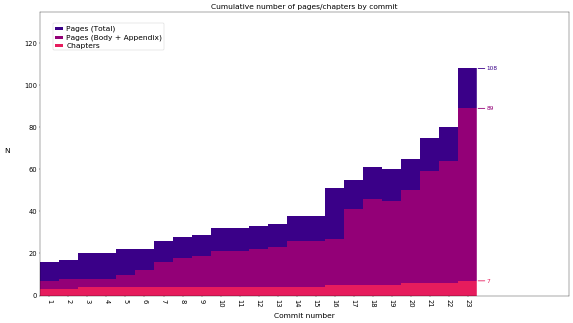 Cumulative number of pages/chapters by commit
Pages (Total)
Pages (Body + Appendix)
Chapters
N
120
100
80
60
40
20
0
108
89
7
1 2 3 4 5 6 7 8 9 10 11 12 13 14 15 16 17 18 19 20 21 22 23
Commit number